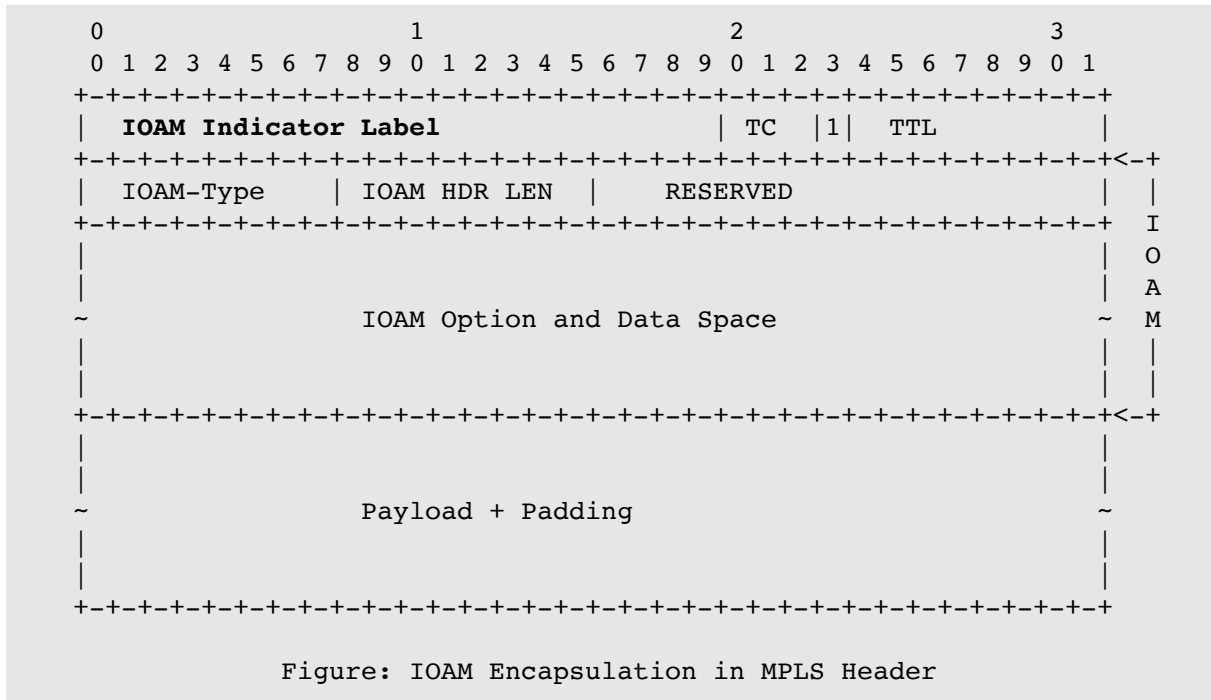 0                   1                   2                   3
0 1 2 3 4 5 6 7 8 9 0 1 2 3 4 5 6 7 8 9 0 1 2 3 4 5 6 7 8 9 0 1
+-+-+-+-+-+-+-+-+-+-+-+-+-+-+-+-+-+-+-+-+-+-+-+-+-+-+-+-+-+-+-+-+
|  IOAM Indicator Label                 | TC  |1|  TTL          |
+-+-+-+-+-+-+-+-+-+-+-+-+-+-+-+-+-+-+-+-+-+-+-+-+-+-+-+-+-+-+-+-+<-+
|  IOAM-Type    | IOAM HDR LEN  |    RESERVED                   |  |
+-+-+-+-+-+-+-+-+-+-+-+-+-+-+-+-+-+-+-+-+-+-+-+-+-+-+-+-+-+-+-+-+  I
|                                                               |  O
|                                                               |  A
~                 IOAM Option and Data Space                    ~  M
|                                                               |  |
|                                                               |  |
+-+-+-+-+-+-+-+-+-+-+-+-+-+-+-+-+-+-+-+-+-+-+-+-+-+-+-+-+-+-+-+-+<-+
|                                                               |
|                                                               |
~                 Payload + Padding                             ~
|                                                               |
|                                                               |
+-+-+-+-+-+-+-+-+-+-+-+-+-+-+-+-+-+-+-+-+-+-+-+-+-+-+-+-+-+-+-+-+
Figure: IOAM Encapsulation in MPLS Header